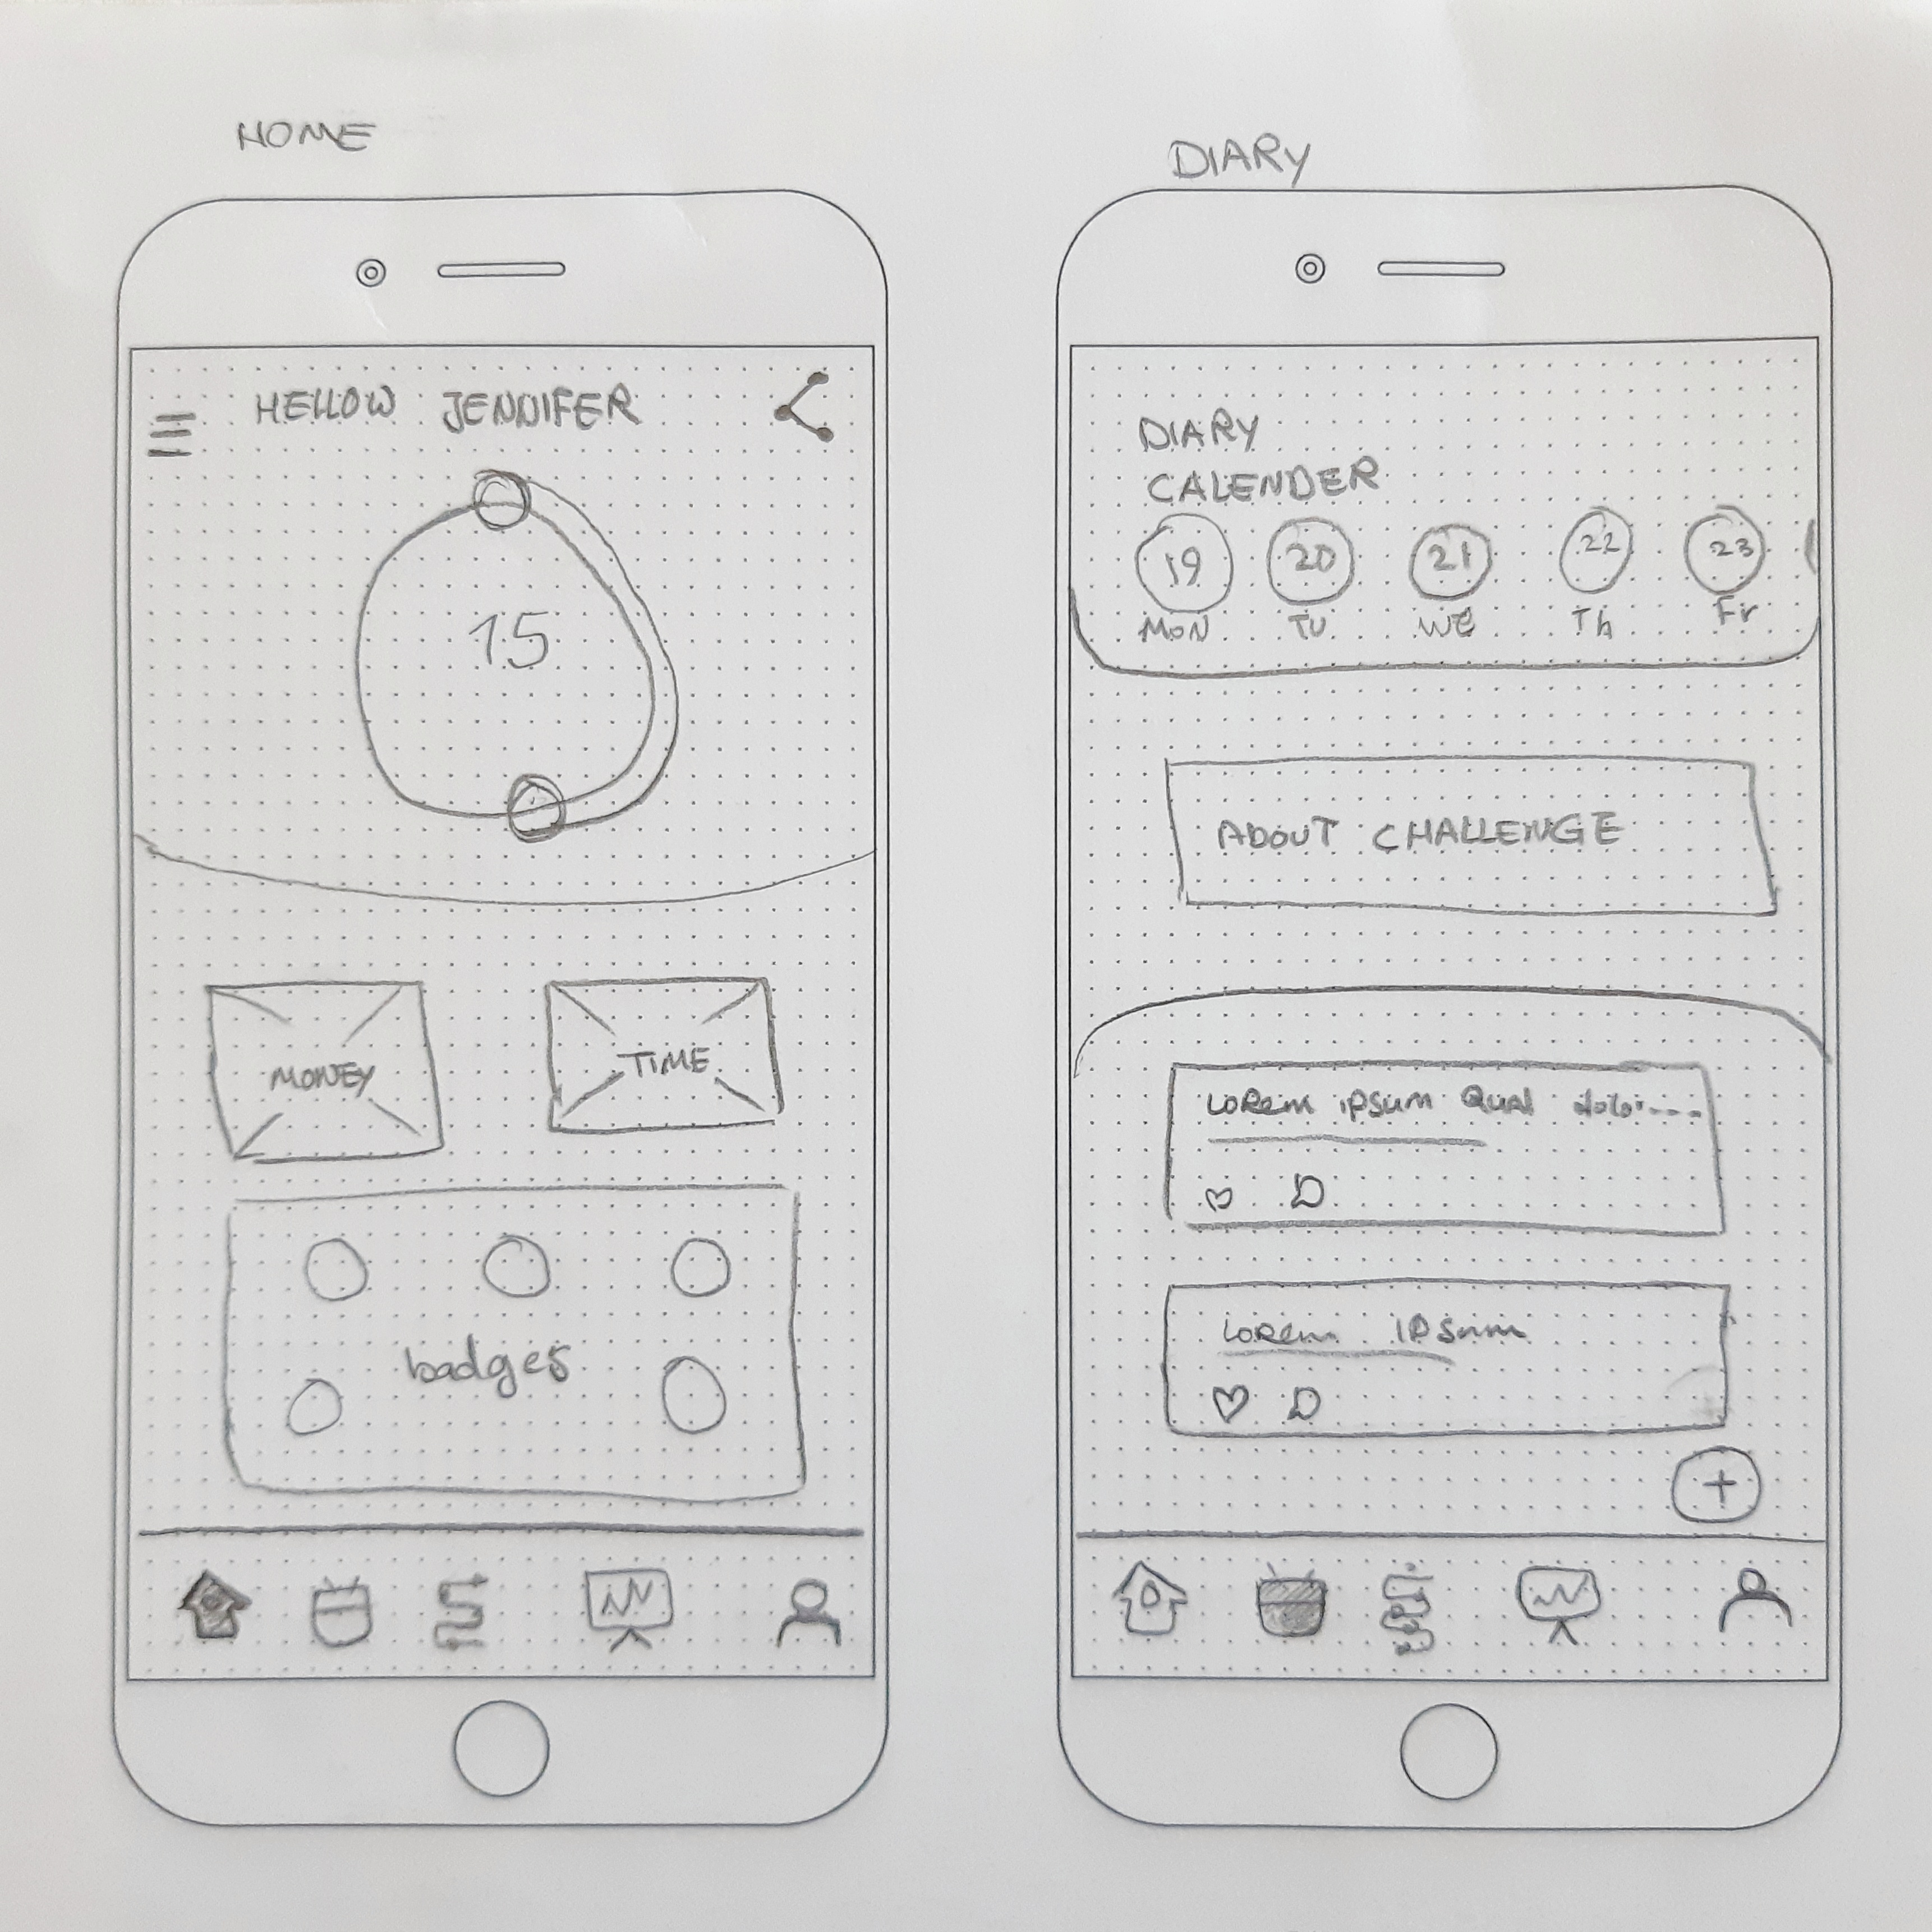 HOME
HELLOW JENNIFER
15
MONEY
TIME
badges
DIARY
DIARY
CALENDER
19 20 21 22 23
MON TU WE Th Fr
ABOUT CHALLENGE
LOREM IPSUM QUAL dolor----
LOREM IPSUM